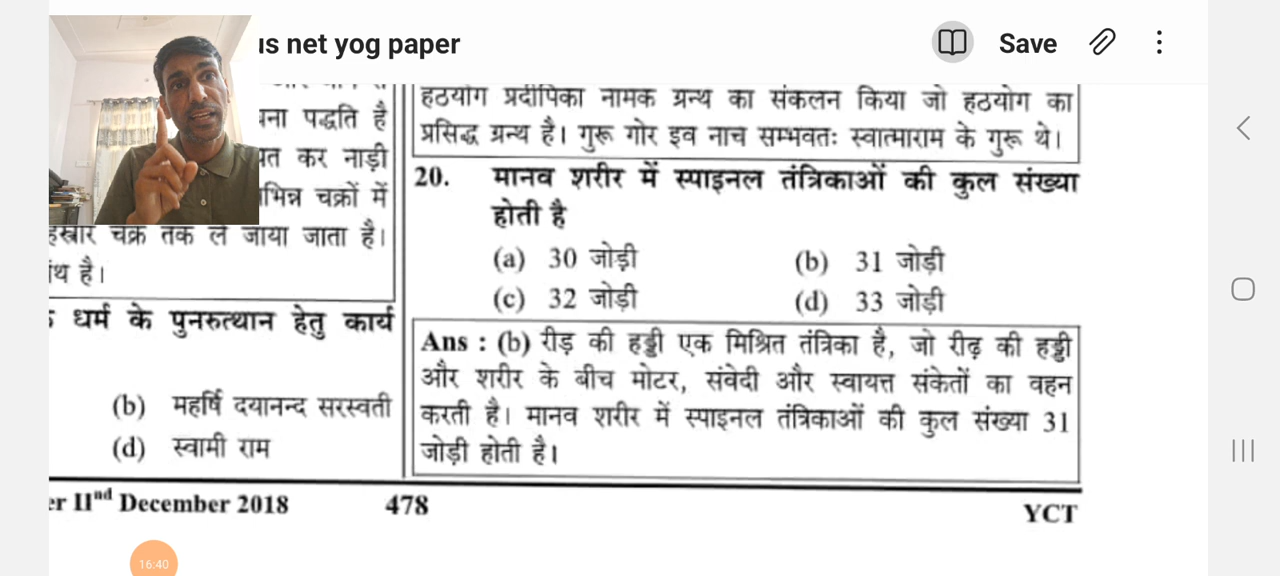 us net yog paper
Save
ना पद्धति है
कर नाड़ी
चक्रों में
चक्र तक ले जाया जाता है।
है।
धर्म के पुनरुत्थान हेतु कार्य
(b) महर्षि दयानन्द सरस्वती
(d) स्वामी राम
हठयोग प्रदीपिका नामक ग्रन्थ का संकलन किया जो हठयोग का
प्रसिद्ध ग्रन्थ है। गुरू गोर इव नाच सम्भवतः स्वात्माराम के गुरू थे।
20. मानव शरीर में स्पाइनल तंत्रिकाओं की कुल संख्या
होती है
(a) 30 जोड़ी (b) 31 जोड़ी
(c) 32 जोड़ी (d) 33 जोड़ी
Ans : (b) रीड़ की हड्डी एक मिश्रित तंत्रिका है, जो रीढ़ की हड्डी
और शरीर के बीच मोटर, संवेदी और स्वायत्त संकेतों का वहन
करती है। मानव शरीर में स्पाइनल तंत्रिकाओं की कुल संख्या 31
जोड़ी होती है।
er IInd December 2018 478 YCT
16:40